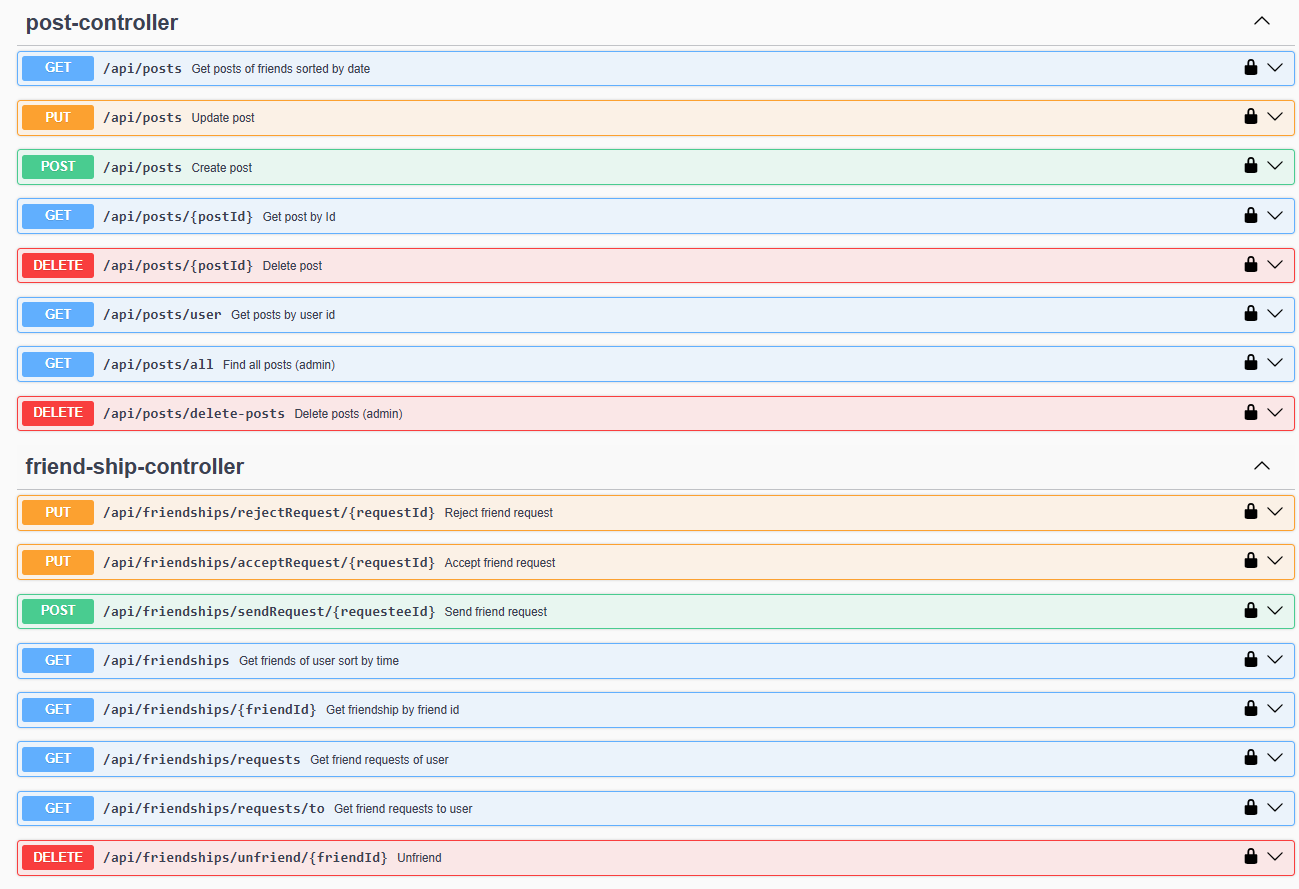 post-controller
GET /api/posts Get posts of friends sorted by date
PUT /api/posts Update post
POST /api/posts Create post
GET /api/posts/{postId} Get post by Id
DELETE /api/posts/{postId} Delete post
GET /api/posts/user Get posts by user id
GET /api/posts/all Find all posts (admin)
DELETE /api/posts/delete-posts Delete posts (admin)
friend-ship-controller
PUT /api/friendships/rejectRequest/{requestId} Reject friend request
PUT /api/friendships/acceptRequest/{requestId} Accept friend request
POST /api/friendships/sendRequest/{requesteeId} Send friend request
GET /api/friendships Get friends of user sort by time
GET /api/friendships/{friendId} Get friendship by friend id
GET /api/friendships/requests Get friend requests of user
GET /api/friendships/requests/to Get friend requests to user
DELETE /api/friendships/unfriend/{friendId} Unfriend